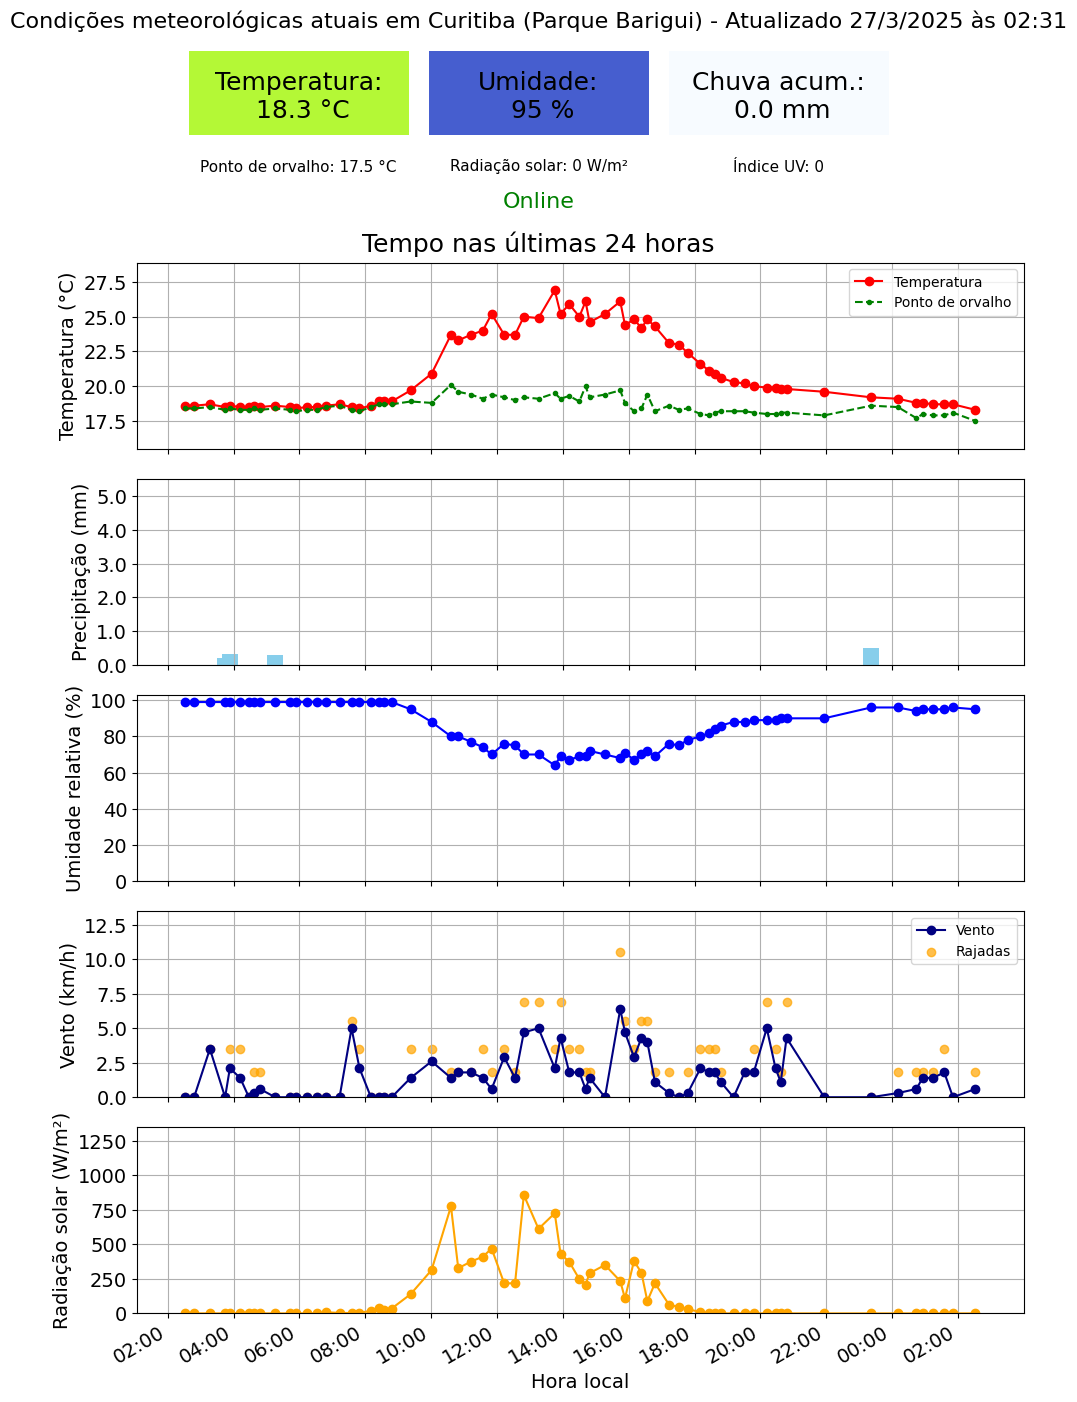 Condições meteorológicas atuais em Curitiba (Parque Barigui) - Atualizado 27/3/2025 às 02:31
Temperatura:
18.3 °C
Umidade:
95 %
Chuva acum.:
0.0 mm
Ponto de orvalho: 17.5 °C
Radiação solar: 0 W/m²
Índice UV: 0
Online
Tempo nas últimas 24 horas
Temperatura (°C)
27.5
25.0
22.5
20.0
17.5
Temperatura
Ponto de orvalho
Precipitação (mm)
5.0
4.0
3.0
2.0
1.0
0.0
Umidade relativa (%)
100
80
60
40
20
0
Vento (km/h)
12.5
10.0
7.5
5.0
2.5
0.0
Vento
Rajadas
Radiação solar (W/m²)
1250
1000
750
500
250
0
02:00
04:00
06:00
08:00
10:00
12:00
14:00
16:00
18:00
20:00
22:00
00:00
02:00
Hora local